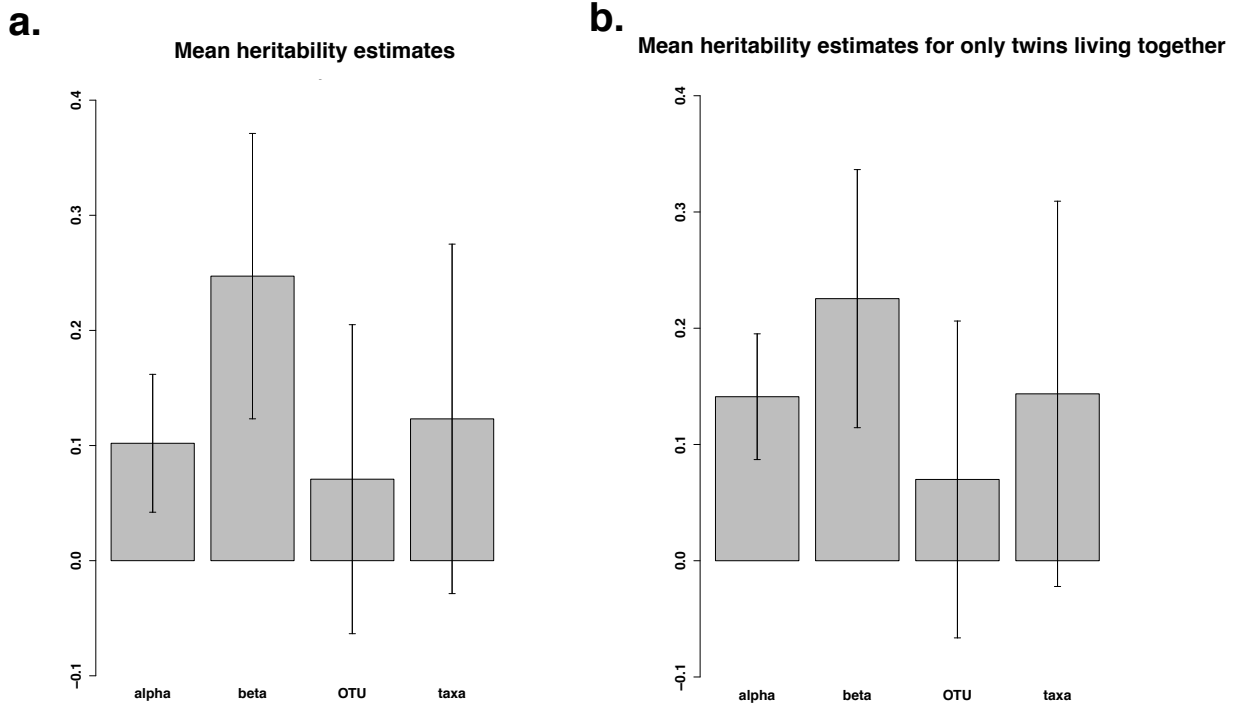 a.
Mean heritability estimates
0.4
0.3
0.2
0.1
0.0
−0.1
alpha beta OTU taxa
b.
Mean heritability estimates for only twins living together
0.4
0.3
0.2
0.1
0.0
−0.1
alpha beta OTU taxa